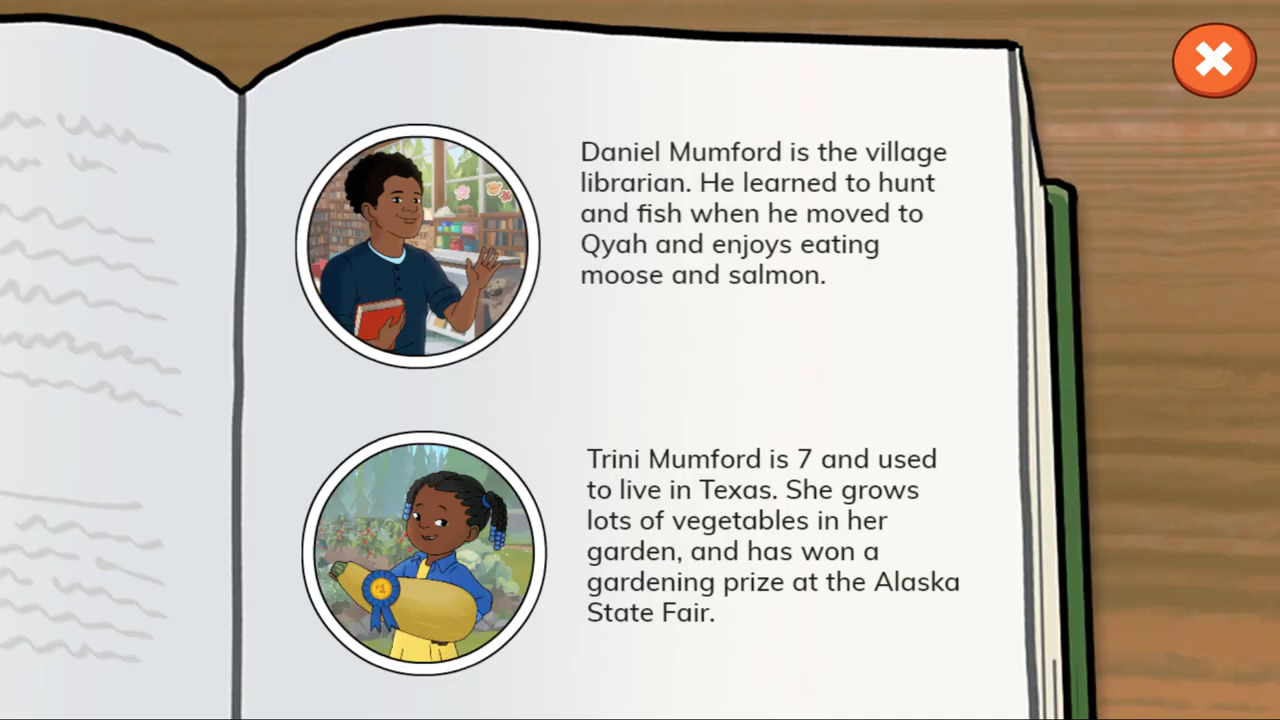 Daniel Mumford is the village
librarian. He learned to hunt
and fish when he moved to
Qyah and enjoys eating
moose and salmon.
#1
Trini Mumford is 7 and used
to live in Texas. She grows
lots of vegetables in her
garden, and has won a
gardening prize at the Alaska
State Fair.